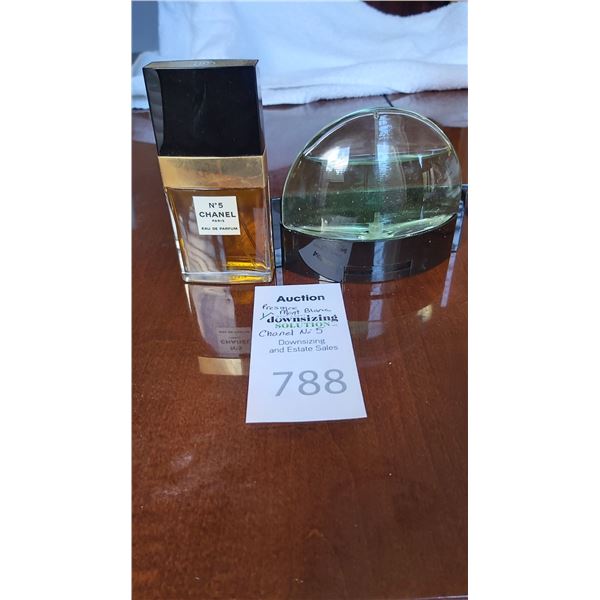 N°5
CHANEL
PARIS
EAU DE PARFUM
Auction
Presence
Mont Blanc
downsizing
SOLUTION
Chanel No 5
Downsizing
and Estate Sales
788